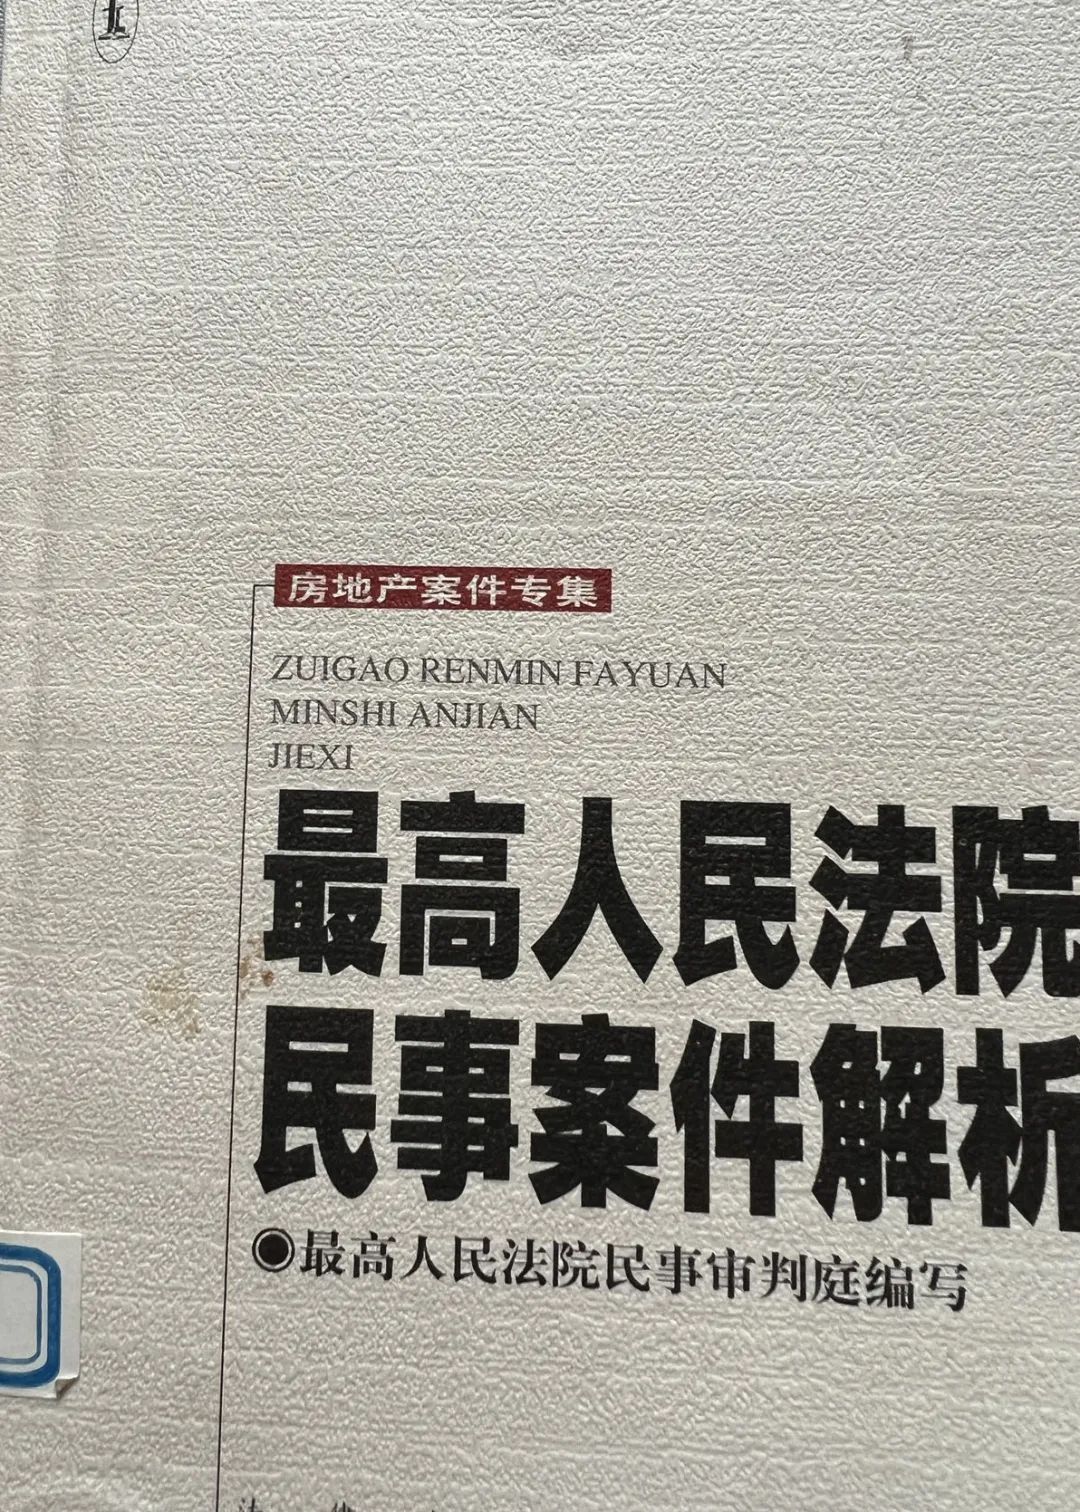 房地产案件专集
ZUIGAO RENMIN FAYUAN
MINSHI ANJIAN
JIEXI
最高人民法院
民事案件解析
◉最高人民法院民事审判庭编写